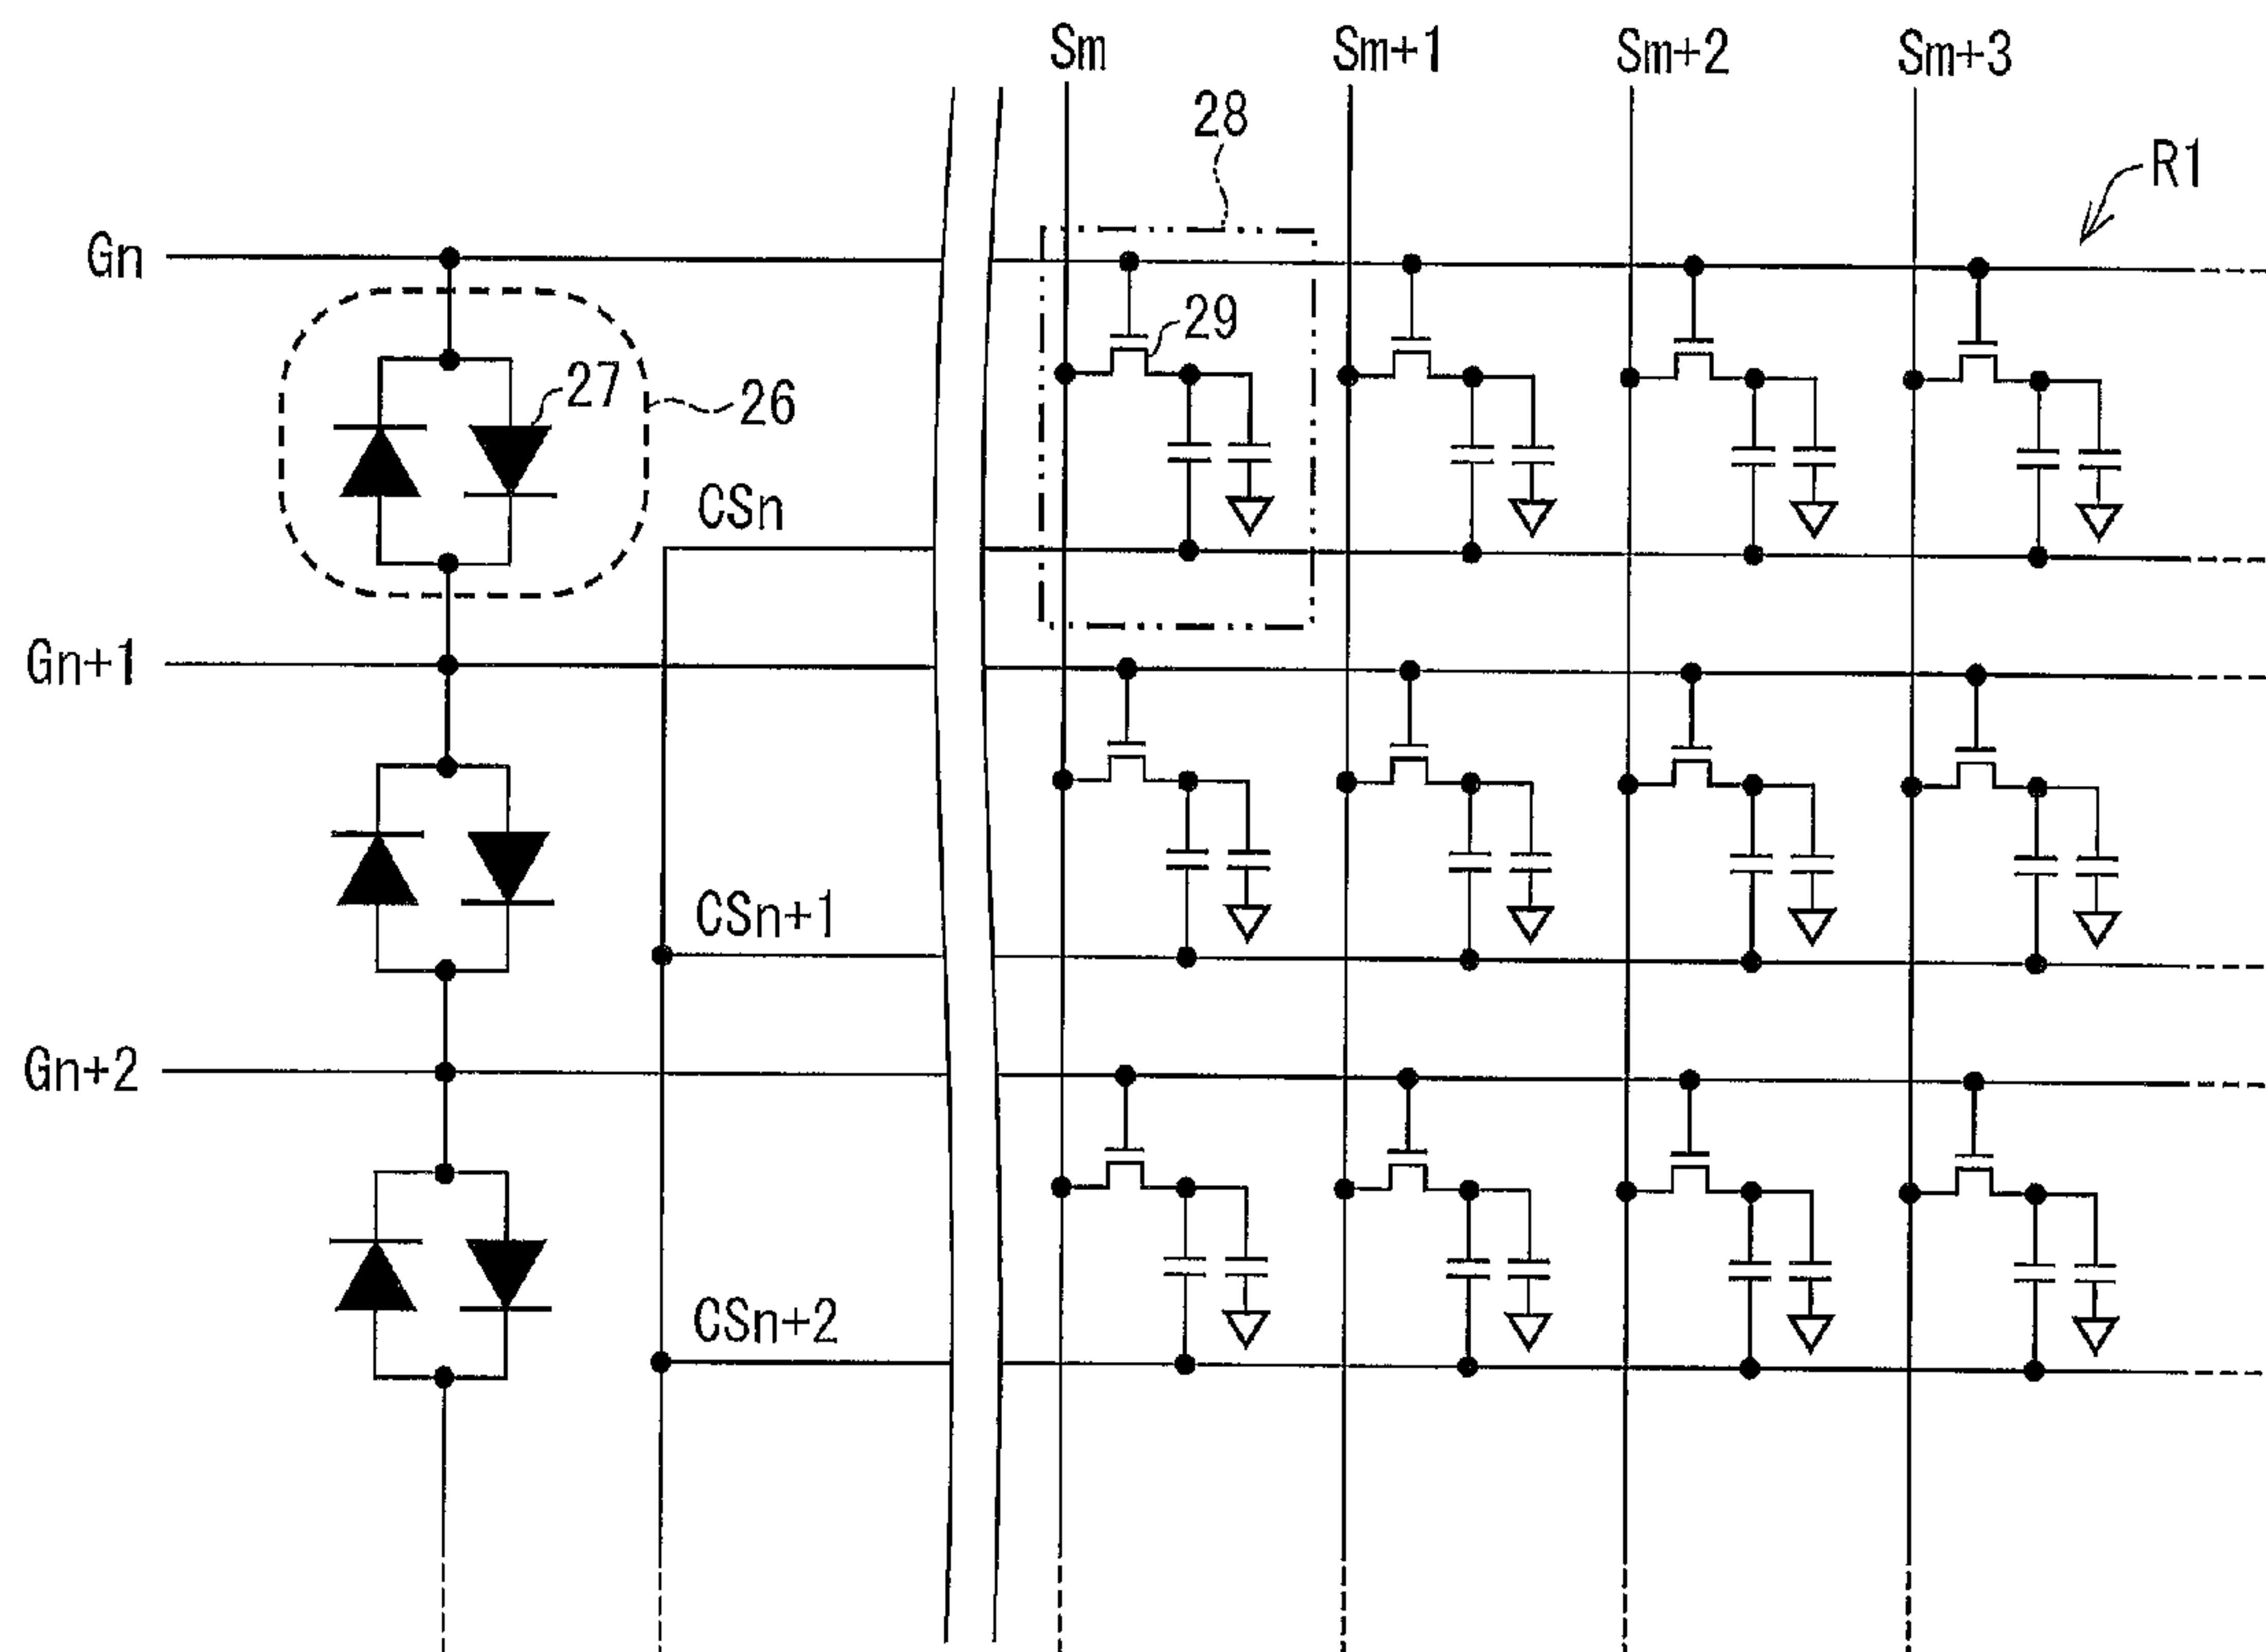 Sm Sm+1 Sm+2 Sm+3
28
R1
Gn
29
27
26
CSn
Gn+1
CSn+1
Gn+2
CSn+2